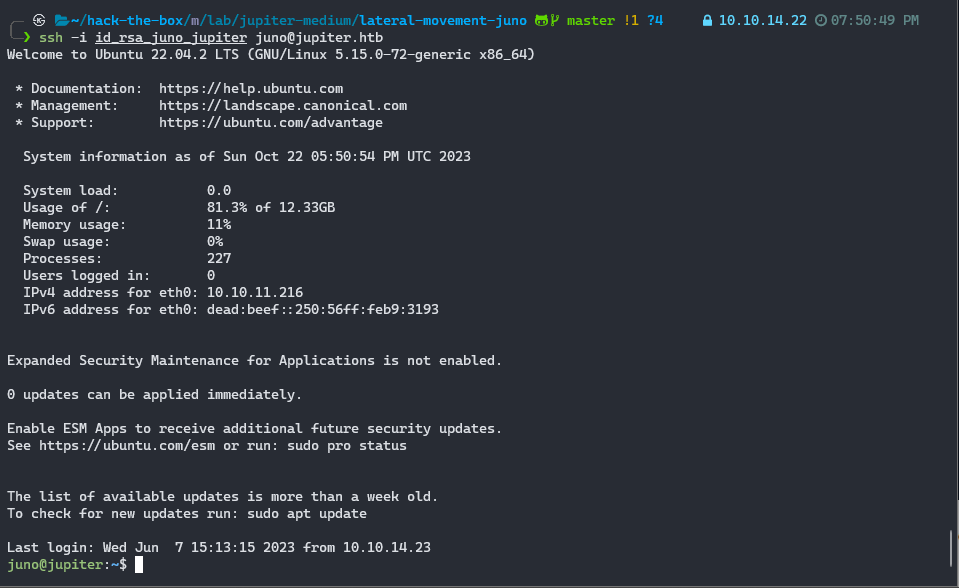 ~/hack-the-box/m/lab/jupiter-medium/lateral-movement-juno master !1 ?4 10.10.14.22 07:50:49 PM
❯ ssh -i id_rsa_juno_jupiter juno@jupiter.htb
Welcome to Ubuntu 22.04.2 LTS (GNU/Linux 5.15.0-72-generic x86_64)
* Documentation: https://help.ubuntu.com
* Management: https://landscape.canonical.com
* Support: https://ubuntu.com/advantage
System information as of Sun Oct 22 05:50:54 PM UTC 2023
System load: 0.0
Usage of /: 81.3% of 12.33GB
Memory usage: 11%
Swap usage: 0%
Processes: 227
Users logged in: 0
IPv4 address for eth0: 10.10.11.216
IPv6 address for eth0: dead:beef::250:56ff:feb9:3193
Expanded Security Maintenance for Applications is not enabled.
0 updates can be applied immediately.
Enable ESM Apps to receive additional future security updates.
See https://ubuntu.com/esm or run: sudo pro status
The list of available updates is more than a week old.
To check for new updates run: sudo apt update
Last login: Wed Jun  7 15:13:15 2023 from 10.10.14.23
juno@jupiter:~$